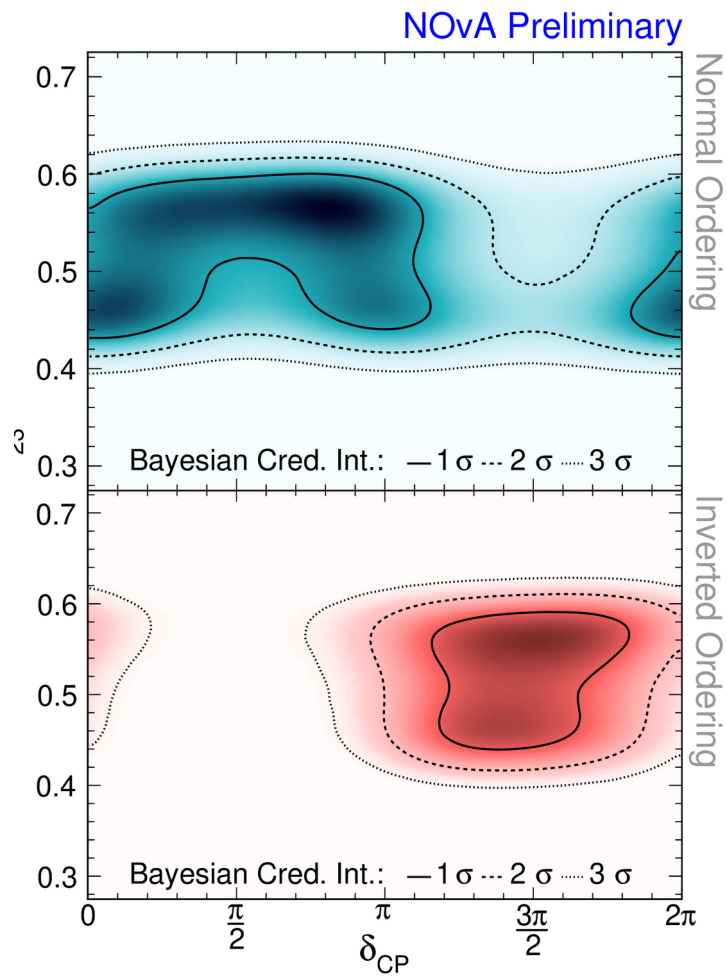 NOvA Preliminary
0.7
0.6
0.5
0.4
0.3
Normal Ordering
Bayesian Cred. Int.: 1 σ 2 σ 3 σ
0.7
0.6
0.5
0.4
0.3
Inverted Ordering
Bayesian Cred. Int.: 1 σ 2 σ 3 σ
0 π/2 π 3π/2 2π
δCP